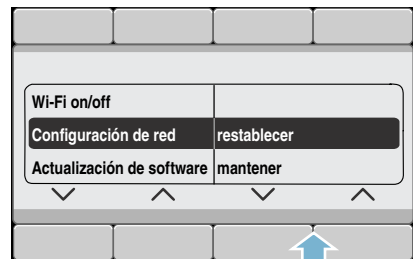 Wi-Fi on/off
Configuración de red restablecer
Actualización de software mantener